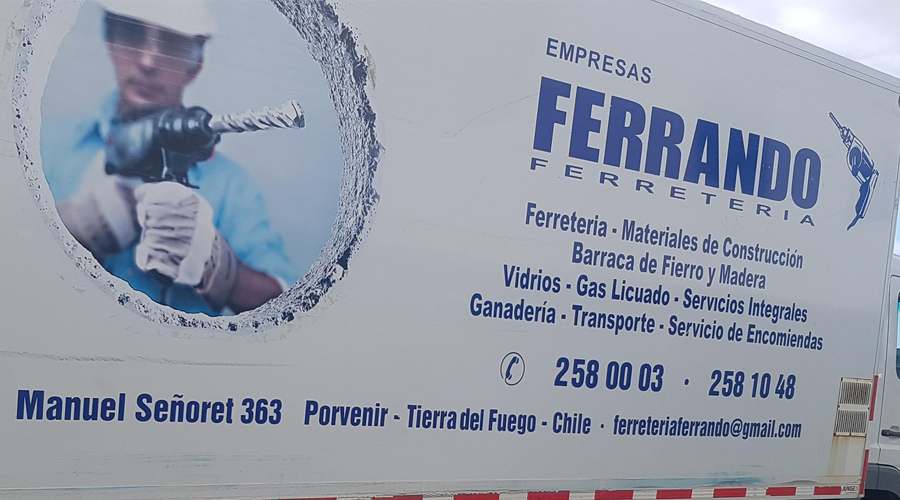 EMPRESAS
FERRANDO
FERRETERIA
Ferreteria - Materiales de Construcción
Barraca de Fierro y Madera
Vidrios - Gas Licuado - Servicios Integrales
Ganadería - Transporte - Servicio de Encomiendas
258 00 03 · 258 10 48
Manuel Señoret 363 Porvenir - Tierra del Fuego - Chile · ferreteriaferrando@gmail.com
JUNGE